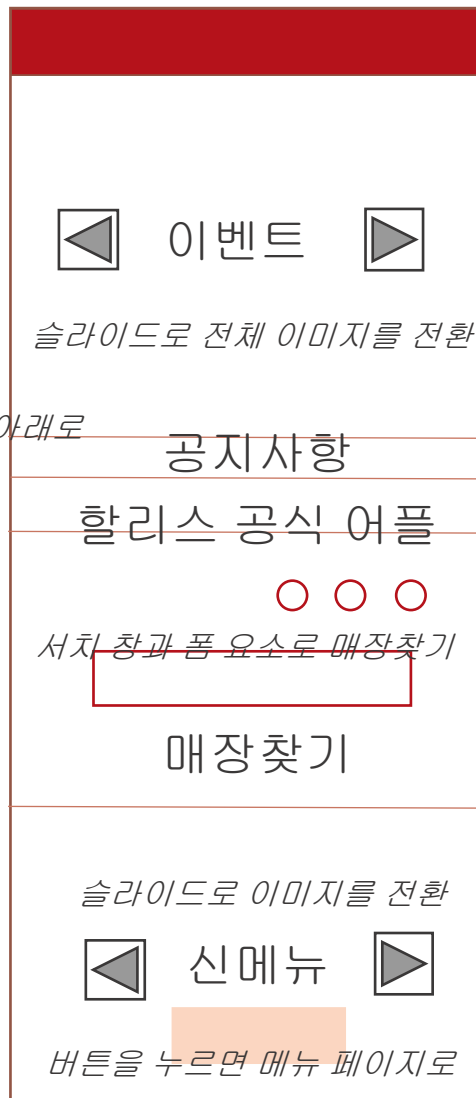 이벤트
슬라이드로 전체 이미지를 전환
아래로
공지사항
할리스 공식 어플
서치 창과 폼 요소로 매장찾기
매장찾기
슬라이드로 이미지를 전환
신메뉴
버튼을 누르면 메뉴 페이지로